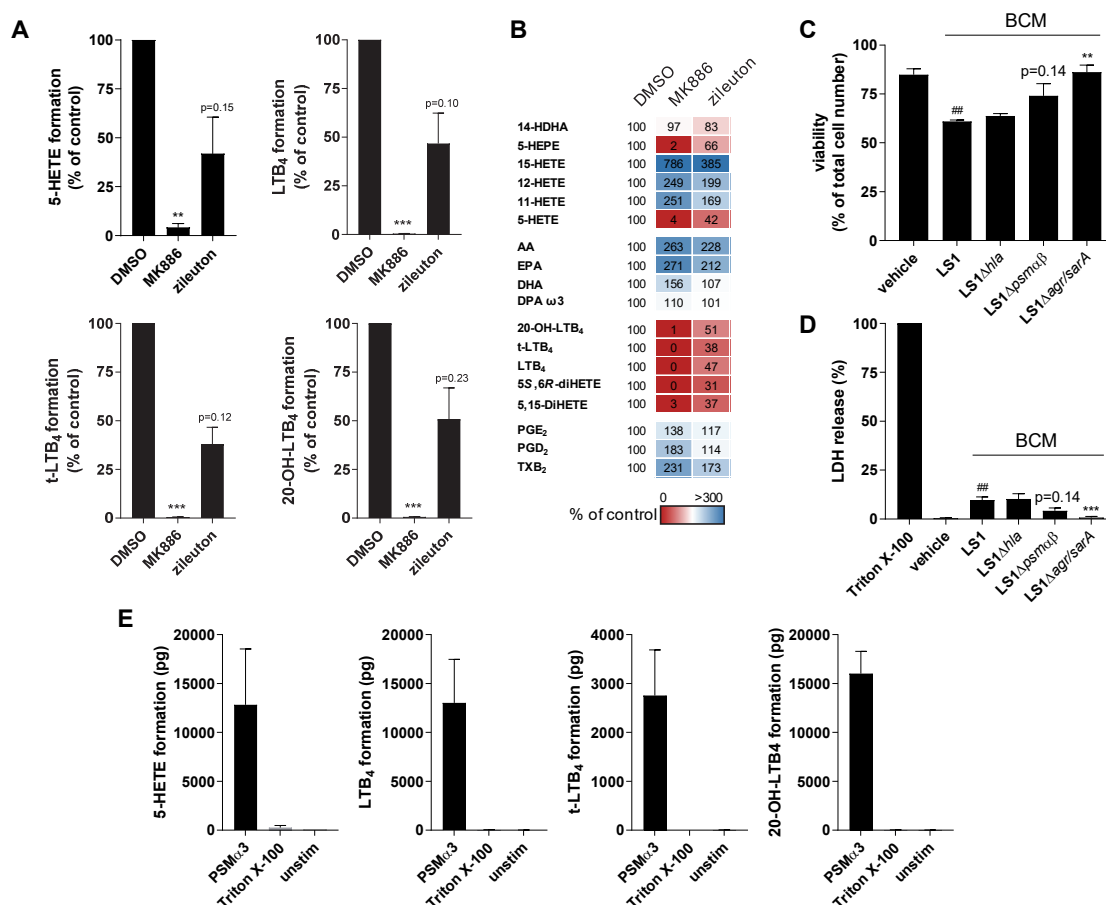 A
5-HETE formation
(% of control)
100
75
50
25
0
**
p=0.15
DMSO
MK886
zileuton
LTB4 formation
(% of control)
100
75
50
25
0
***
p=0.10
DMSO
MK886
zileuton
t-LTB4 formation
(% of control)
100
75
50
25
0
***
p=0.12
DMSO
MK886
zileuton
20-OH-LTB4 formation
(% of control)
100
75
50
25
0
***
p=0.23
DMSO
MK886
zileuton
B
DMSO MK886 zileuton
14-HDHA 100 97 83
5-HEPE 100 2 66
15-HETE 100 786 385
12-HETE 100 249 199
11-HETE 100 251 169
5-HETE 100 4 42
AA 100 263 228
EPA 100 271 212
DHA 100 156 107
DPA ω3 100 110 101
20-OH-LTB4 100 1 51
t-LTB4 100 0 38
LTB4 100 0 47
5S,6R-diHETE 100 0 31
5,15-DiHETE 100 3 37
PGE2 100 138 117
PGD2 100 183 114
TXB2 100 231 173
0 >300
% of control
C
BCM
viability
(% of total cell number)
100
75
50
25
0
##
p=0.14
**
vehicle
LS1
LS1Δhla
LS1Δpsmαβ
LS1Δagr/sarA
D
BCM
LDH release (%)
100
75
50
25
0
##
p=0.14
***
Triton X-100
vehicle
LS1
LS1Δhla
LS1Δpsmαβ
LS1Δagr/sarA
E
5-HETE formation (pg)
20000
15000
10000
5000
0
PSMα3
Triton X-100
unstim
LTB4 formation (pg)
20000
15000
10000
5000
0
PSMα3
Triton X-100
unstim
t-LTB4 formation (pg)
4000
3000
2000
1000
0
PSMα3
Triton X-100
unstim
20-OH-LTB4 formation (pg)
20000
15000
10000
5000
0
PSMα3
Triton X-100
unstim